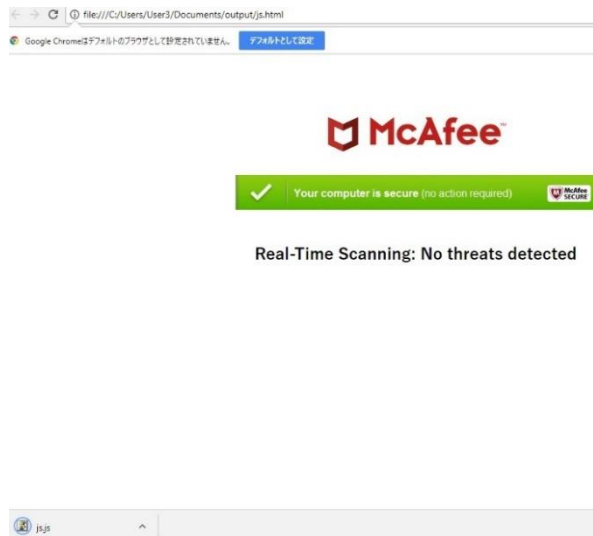 file:///C:/Users/User3/Documents/output/js.html
Google Chromeはデフォルトのブラウザとして設定されていません。 デフォルトとして設定
McAfee™
Your computer is secure (no action required) McAfee SECURE
Real-Time Scanning: No threats detected
js.js